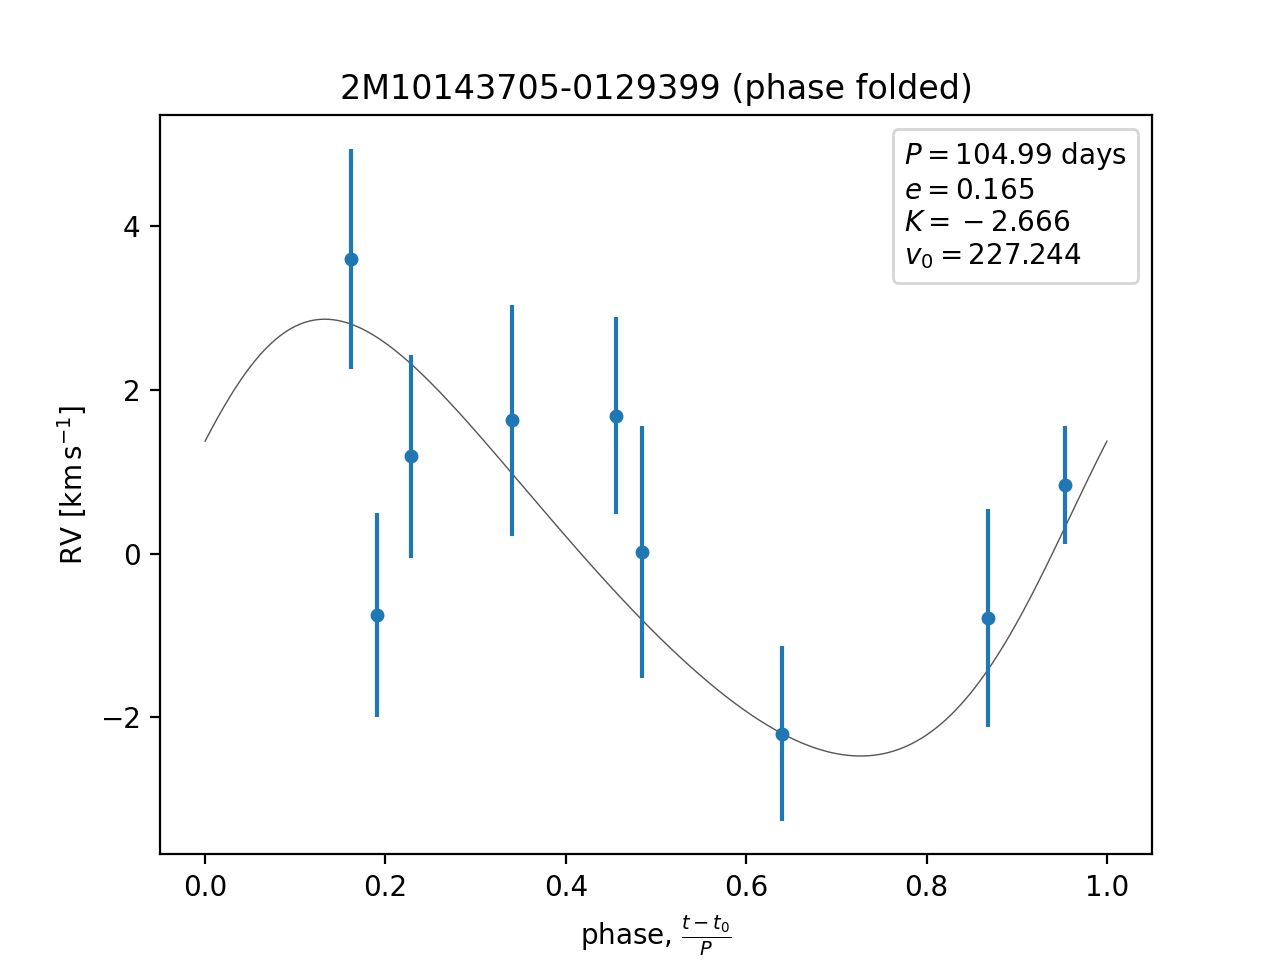 2M10143705-0129399 (phase folded)
P = 104.99 days
e = 0.165
K = −2.666
v₀ = 227.244
RV [km s⁻¹]
4
2
0
−2
0.0 0.2 0.4 0.6 0.8 1.0
phase, (t − t₀)/P